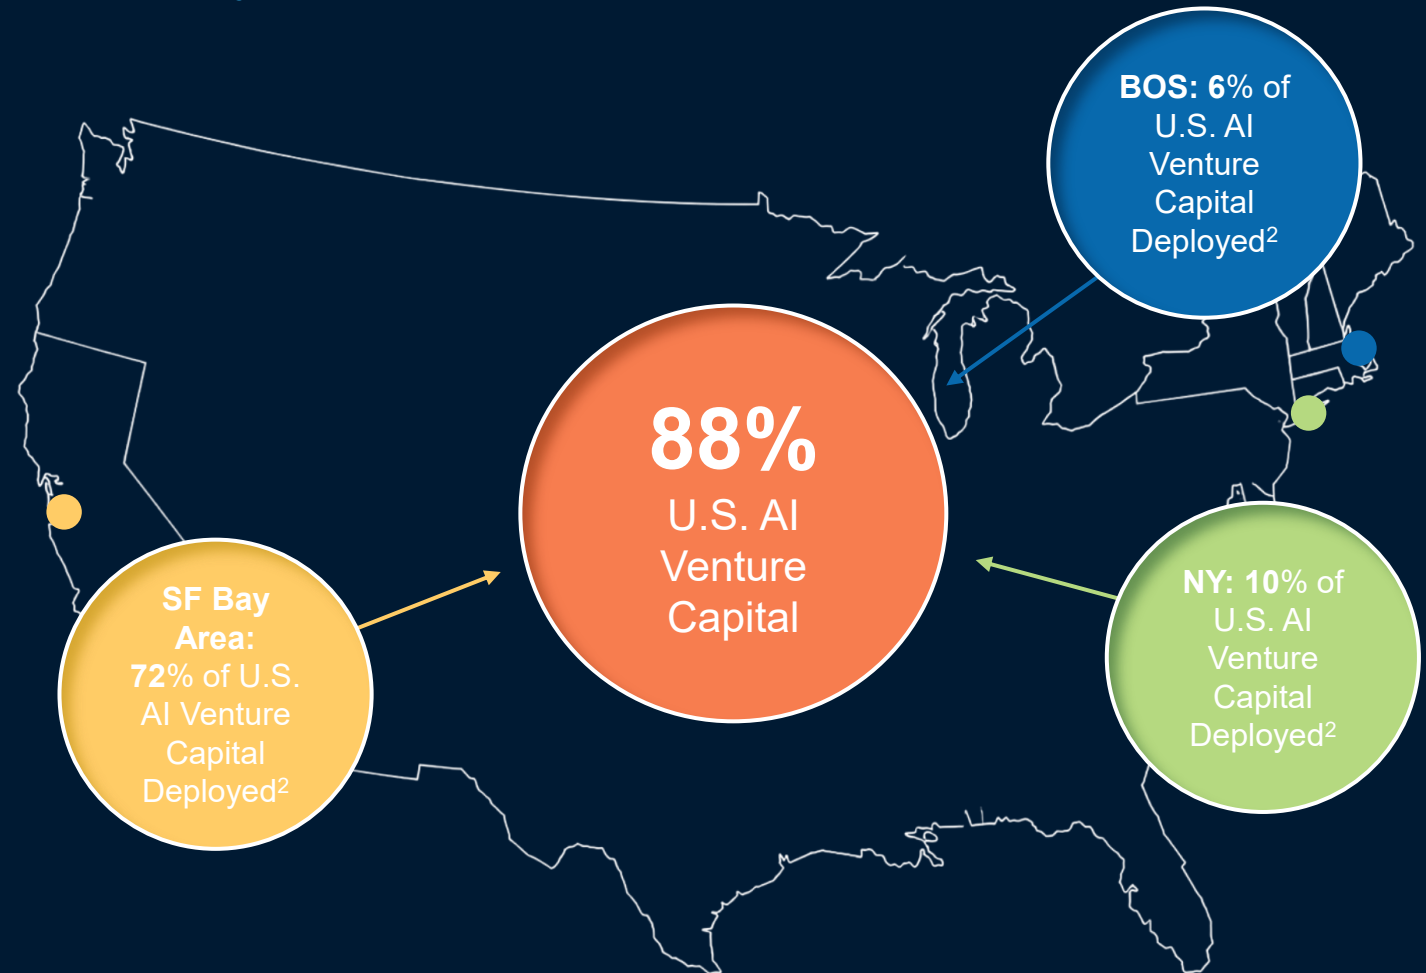 BOS: 6% of
U.S. AI
Venture
Capital
Deployed²
88%
U.S. AI
Venture
Capital
SF Bay
Area:
72% of U.S.
AI Venture
Capital
Deployed²
NY: 10% of
U.S. AI
Venture
Capital
Deployed²